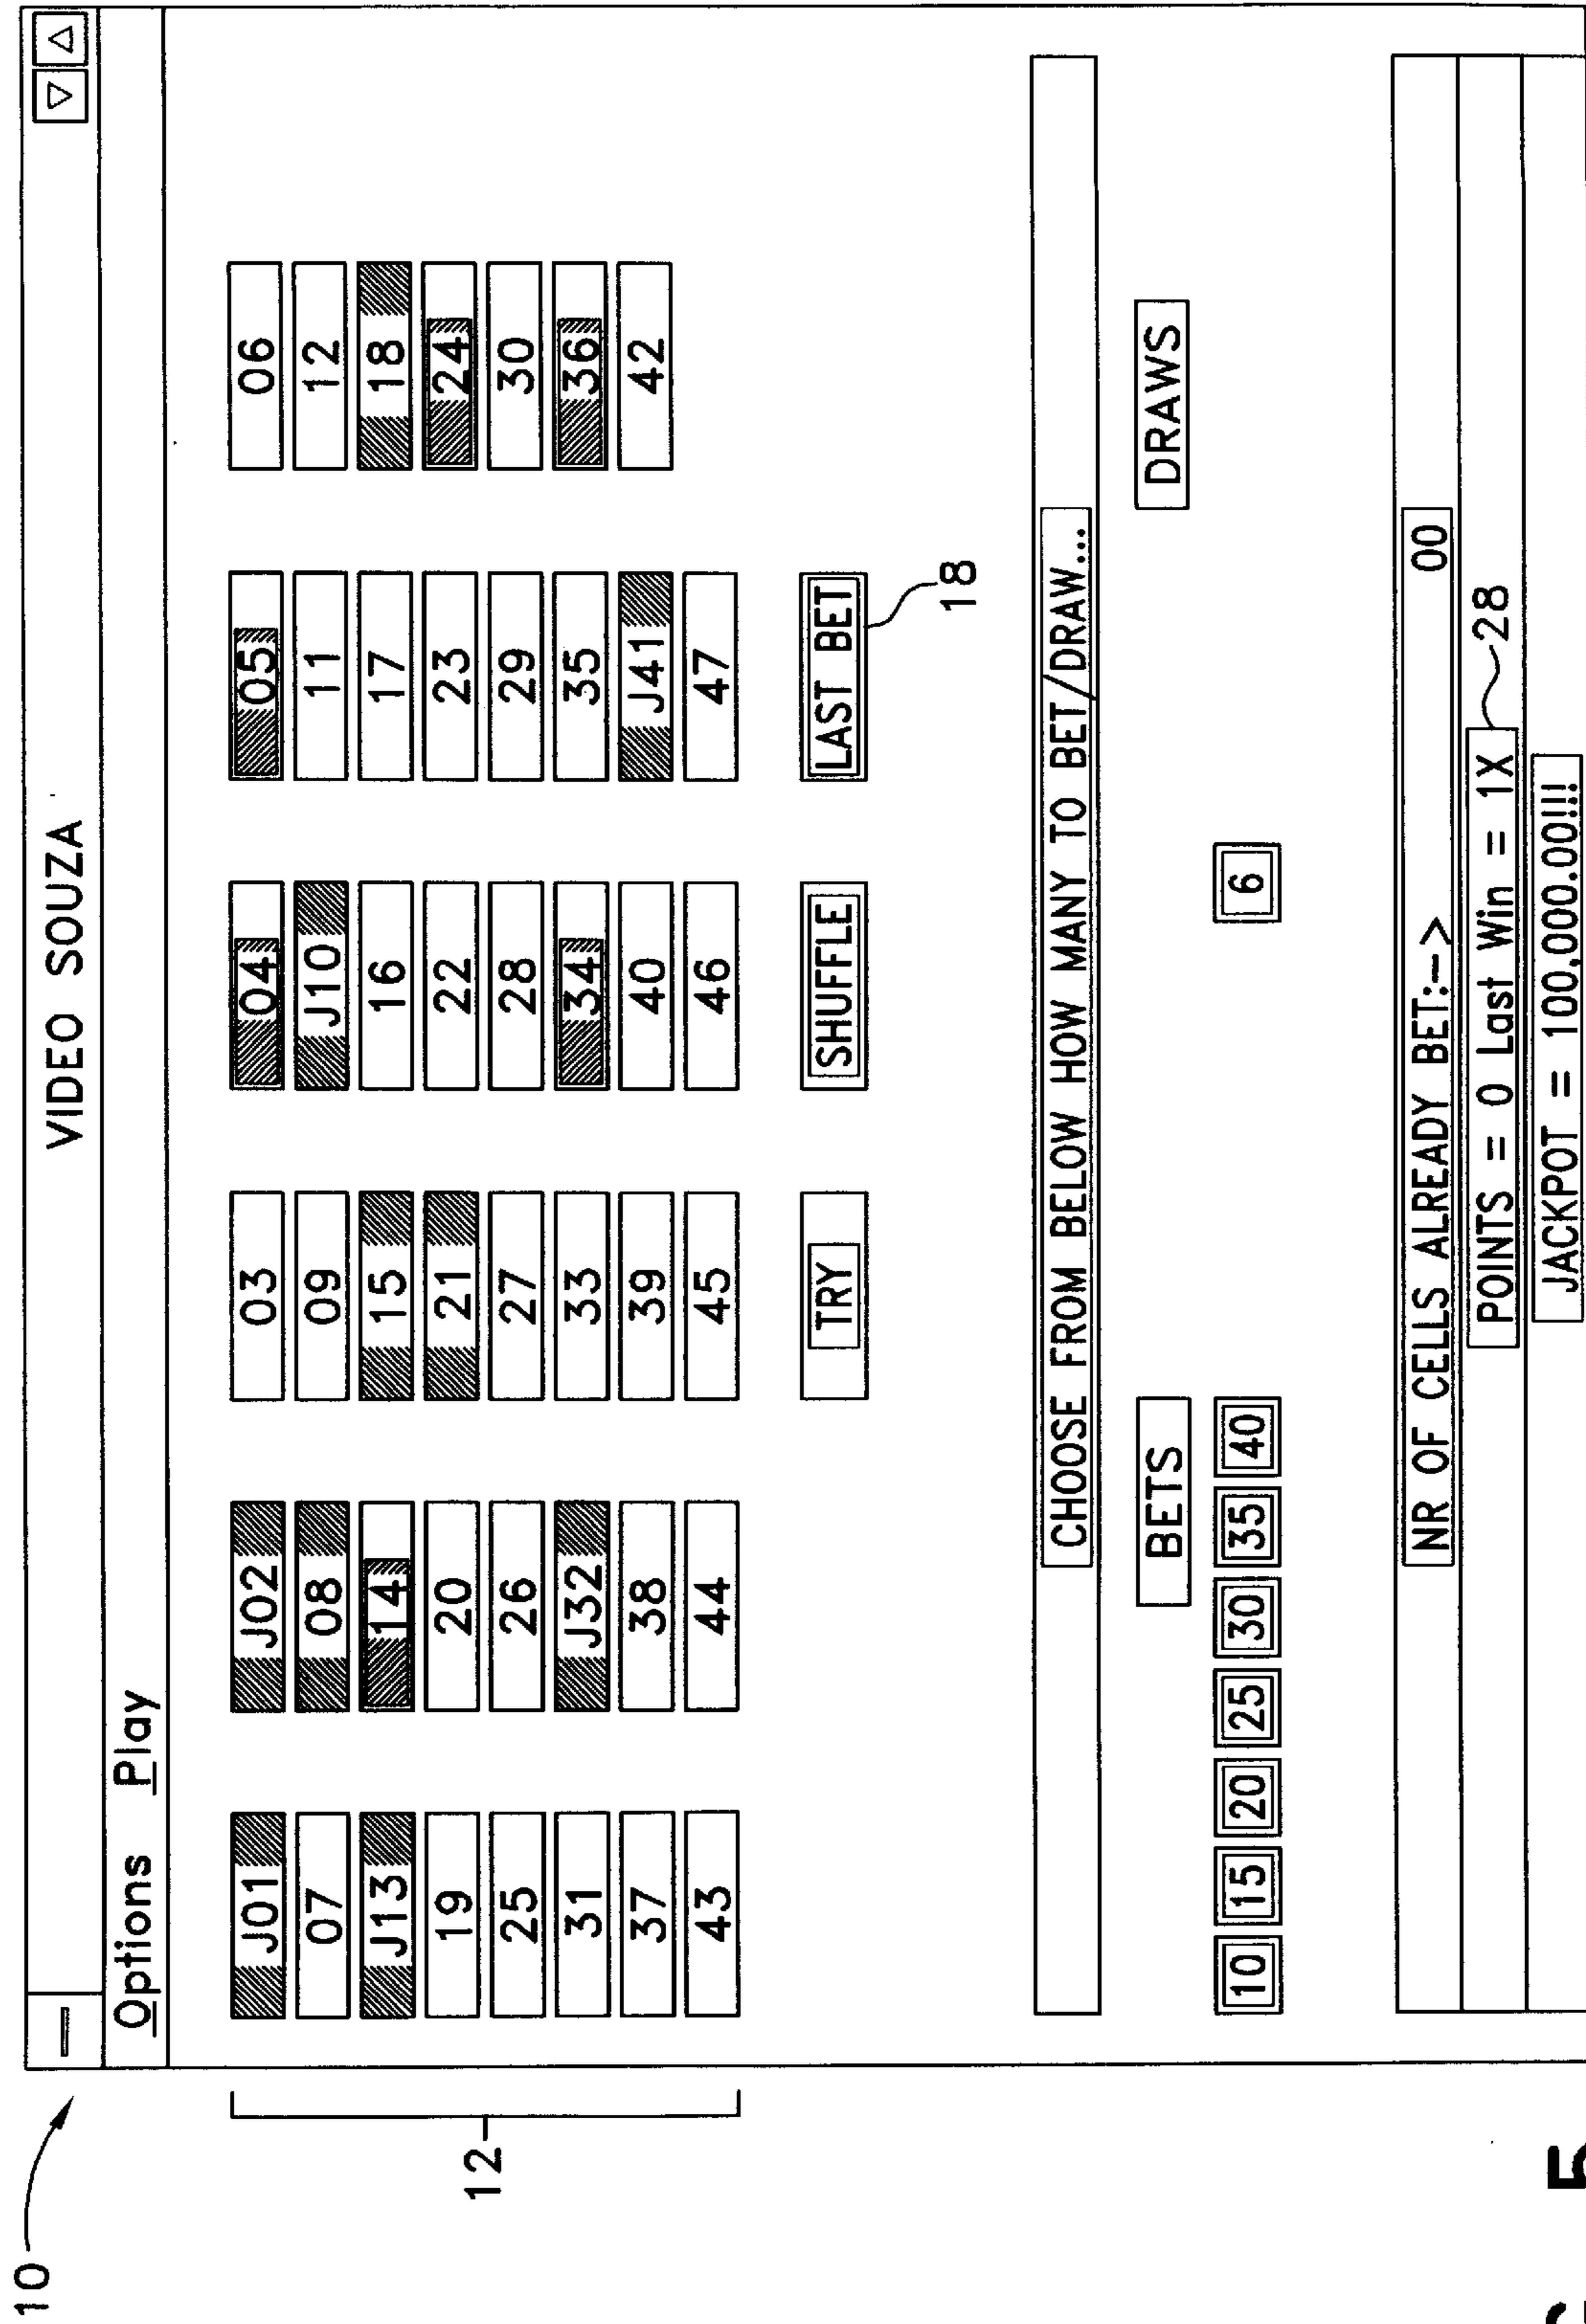 10
VIDEO SOUZA
Options Play
12
J01 J02 03 04 05 06
07 08 09 J10 11 12
J13 14 15 16 17 18
19 20 21 22 23 24
25 26 27 28 29 30
31 J32 33 34 35 36
37 38 39 40 J41 42
43 44 45 46 47
TRY SHUFFLE LAST BET
18
CHOOSE FROM BELOW HOW MANY TO BET/DRAW...
BETS DRAWS
10 15 20 25 30 35 40 6
NR OF CELLS ALREADY BET:—> 00
POINTS = 0 Last Win = 1X 28
JACKPOT = 100,000.00!!!